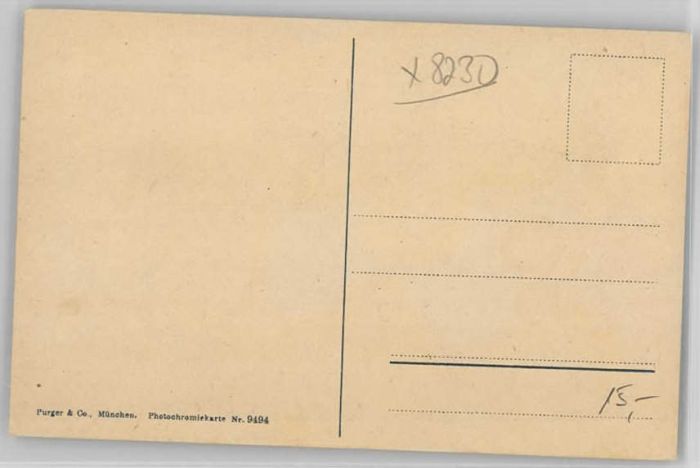 X 8230
Purger & Co., München. Photochromiekarte Nr. 9494
15,-